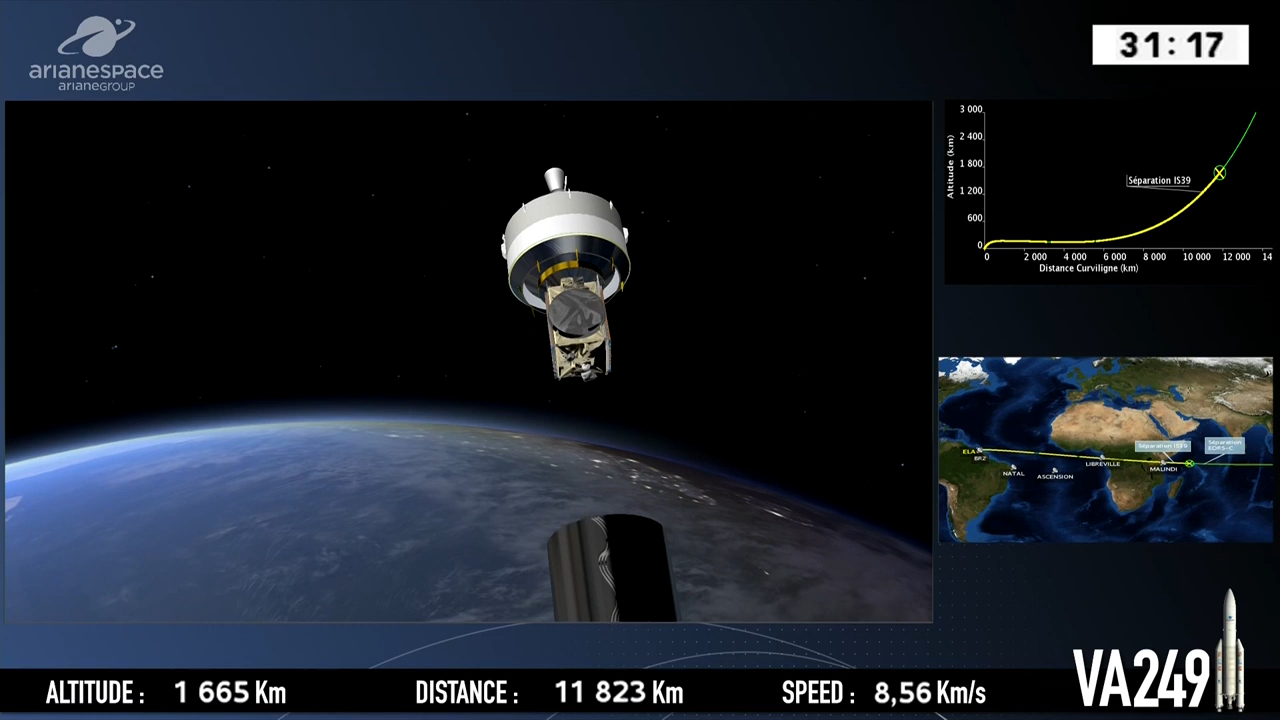 arianespace
arianeGROUP
31:17
3 000
2 400
1 800
1 200
600
0
Altitude (km)
Séparation IS39
0 2 000 4 000 6 000 8 000 10 000 12 000 14
Distance Curviligne (km)
Séparation IS39
Séparation
EDRS-C
ELA
BRZ
NATAL
ASCENSION
LIBREVILLE
MALINDI
VA249
ALTITUDE : 1 665 Km
DISTANCE : 11 823 Km
SPEED : 8,56 Km/s